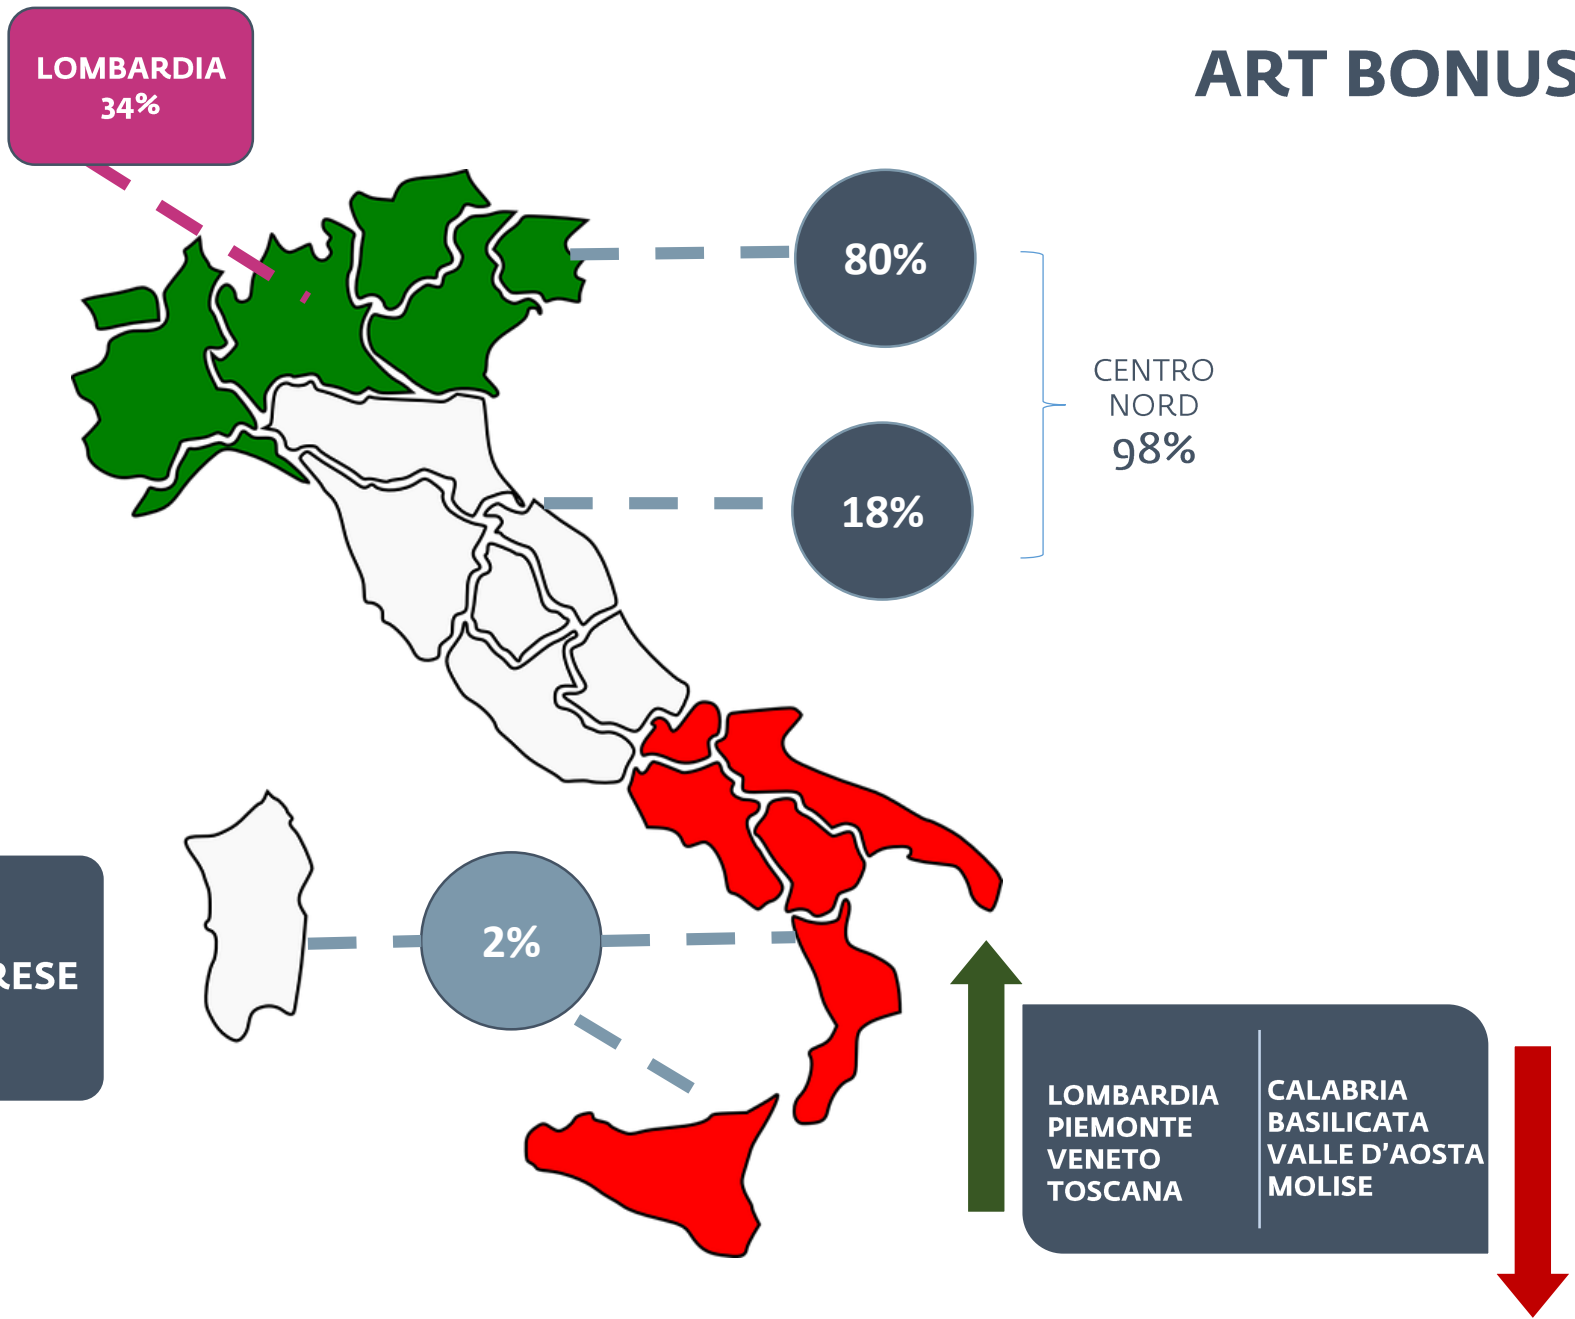 LOMBARDIA
34%
ART BONUS
80%
CENTRO
NORD
98%
18%
2%
RESE
LOMBARDIA
PIEMONTE
VENETO
TOSCANA
CALABRIA
BASILICATA
VALLE D’AOSTA
MOLISE